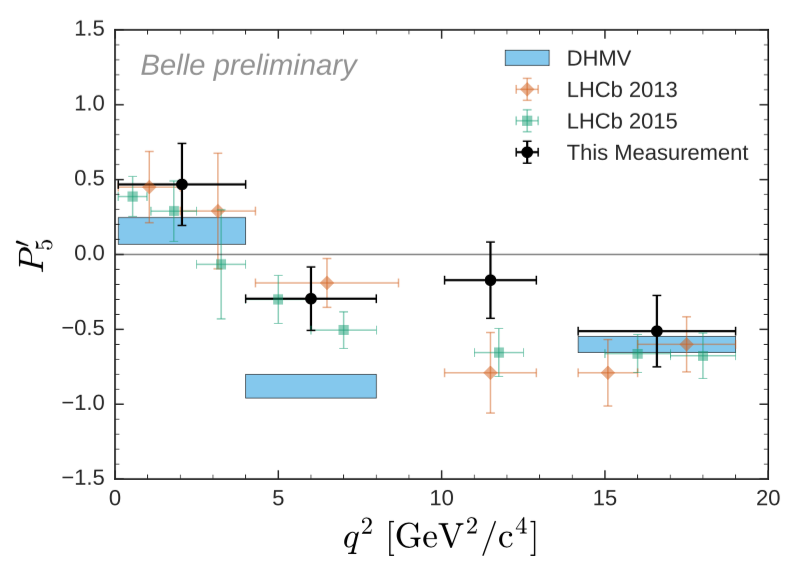 Belle preliminary
DHMV
LHCb 2013
LHCb 2015
This Measurement
1.5
1.0
0.5
0.0
−0.5
−1.0
−1.5
P′₅
0 5 10 15 20
q² [GeV²/c⁴]